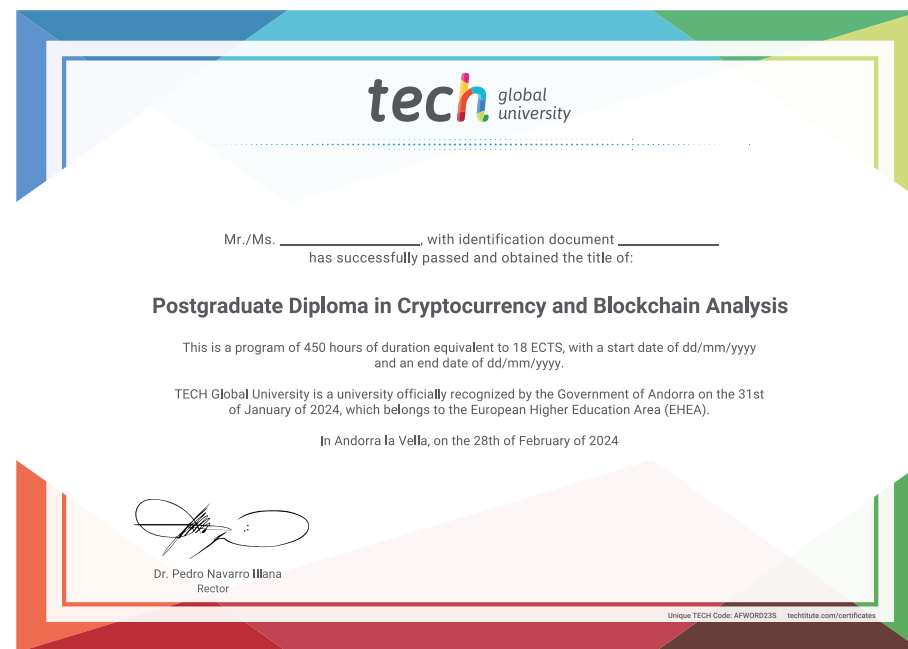 tech global
university
Mr./Ms. ____________, with identification document ____________
has successfully passed and obtained the title of:
Postgraduate Diploma in Cryptocurrency and Blockchain Analysis
This is a program of 450 hours of duration equivalent to 18 ECTS, with a start date of dd/mm/yyyy
and an end date of dd/mm/yyyy.
TECH Global University is a university officially recognized by the Government of Andorra on the 31st
of January of 2024, which belongs to the European Higher Education Area (EHEA).
In Andorra la Vella, on the 28th of February of 2024
Dr. Pedro Navarro Illana
Rector
Unique TECH Code: AFWORD23S techtitute.com/certificates